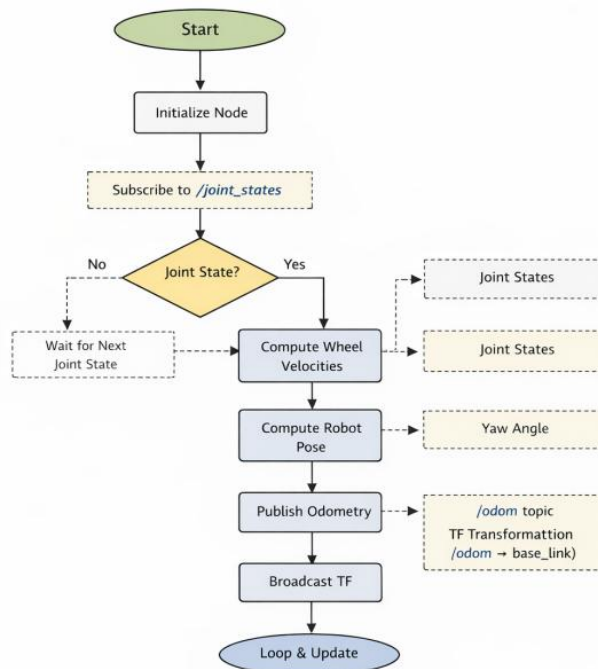 Start
Initialize Node
Subscribe to /joint_states
Joint State?
No
Yes
Wait for Next
Joint State
Compute Wheel
Velocities
Joint States
Joint States
Compute Robot
Pose
Yaw Angle
Publish Odometry
/odom topic
TF Transformattion
/odom → base_link)
Broadcast TF
Loop & Update